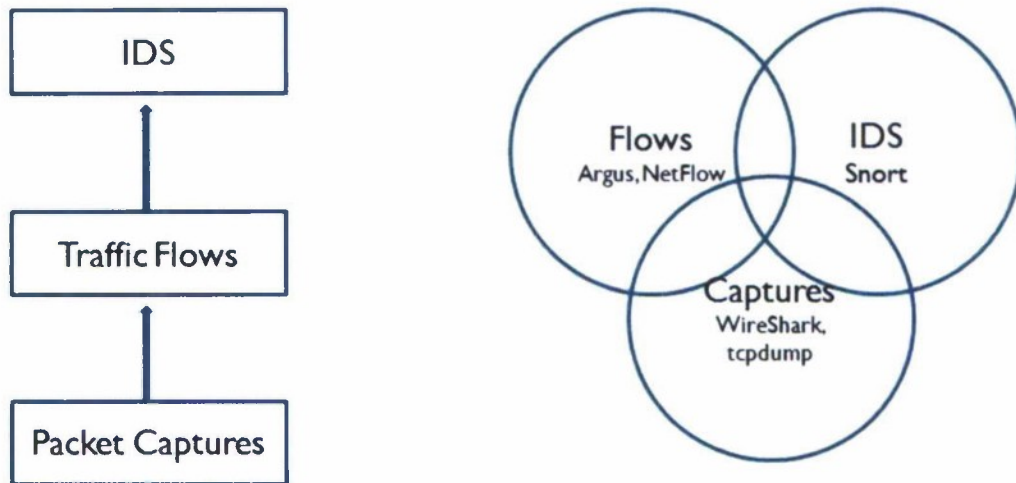 IDS
Traffic Flows
Packet Captures
Flows
Argus, NetFlow
IDS
Snort
Captures
WireShark,
tcpdump